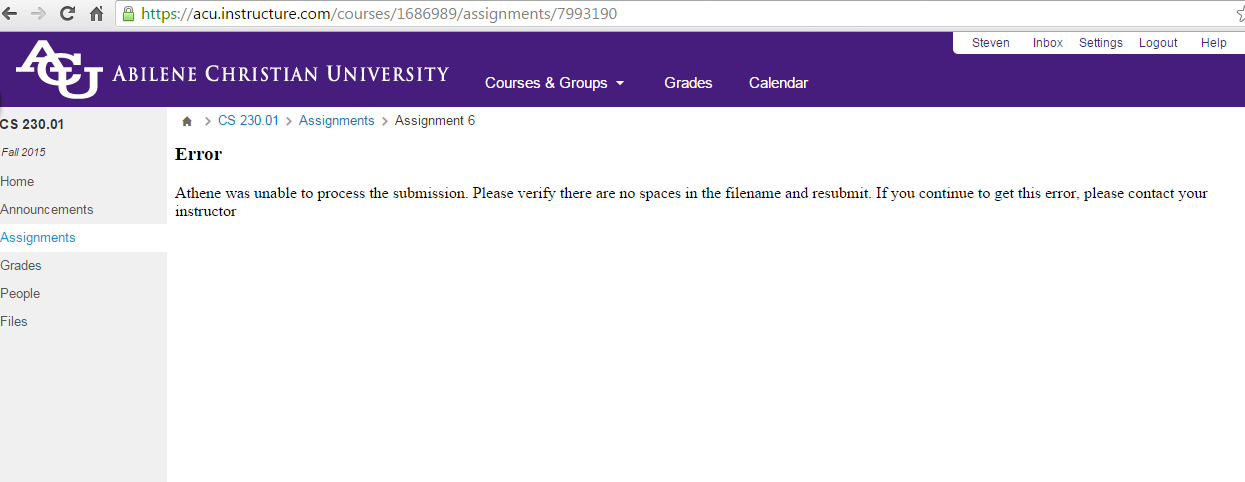 https://acu.instructure.com/courses/1686989/assignments/7993190
Steven Inbox Settings Logout Help
ACU ABILENE CHRISTIAN UNIVERSITY Courses & Groups Grades Calendar
CS 230.01
Fall 2015
Home
Announcements
Assignments
Grades
People
Files
CS 230.01 Assignments Assignment 6
Error
Athene was unable to process the submission. Please verify there are no spaces in the filename and resubmit. If you continue to get this error, please contact your
instructor